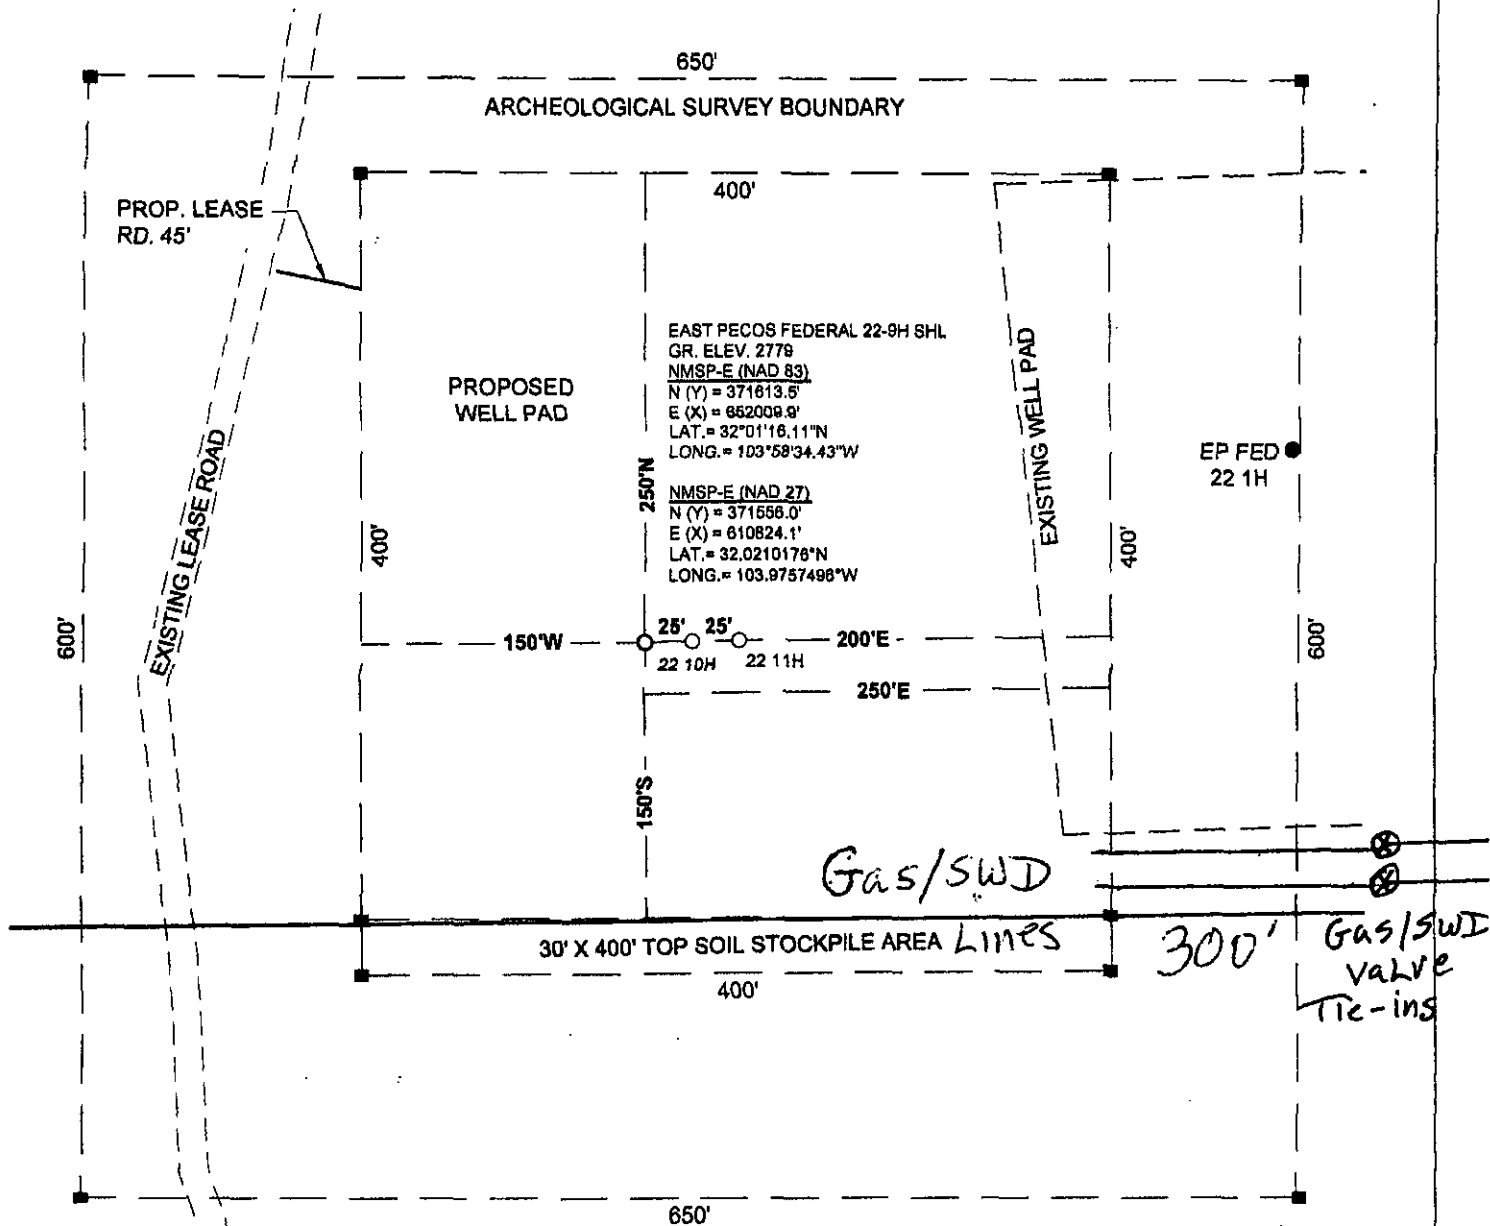 650'
ARCHEOLOGICAL SURVEY BOUNDARY
400'
PROP. LEASE
RD. 45'
EAST PECOS FEDERAL 22-9H SHL
GR. ELEV. 2779
NMSP-E (NAD 83)
N (Y) = 371613.5'
E (X) = 652009.9'
LAT.= 32°01'16.11"N
LONG.= 103°58'34.43"W
PROPOSED
WELL PAD
EXISTING WELL PAD
EP FED
22 1H
EXISTING LEASE ROAD
250'N
NMSP-E (NAD 27)
N (Y) = 371556.0'
E (X) = 610824.1'
LAT.= 32.0210176°N
LONG.= 103.9757496°W
400'
400'
600'
600'
150'W
25'
25'
200'E
22 10H
22 11H
250'E
150'S
Gas/SWD
30' X 400' TOP SOIL STOCKPILE AREA Lines
300'
Gas/SWD
Valve
Tie-ins
400'
650'